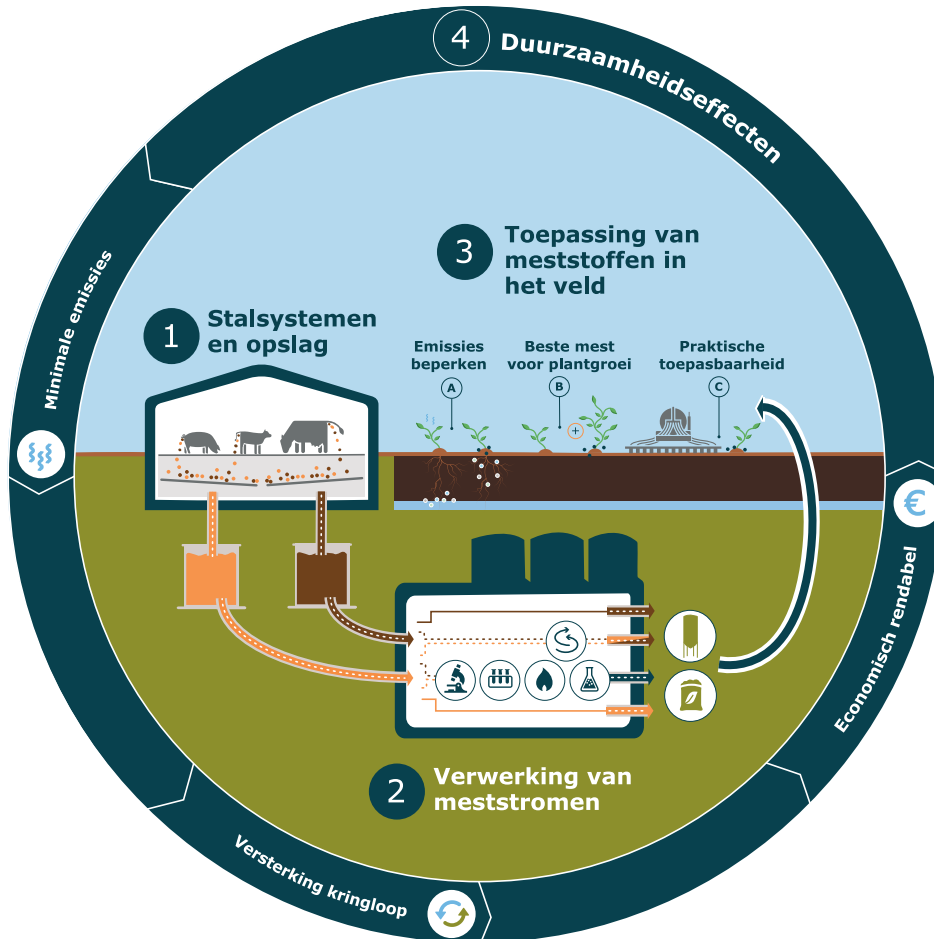 4
Duurzaamheidseffecten
3
Toepassing van
meststoffen in
het veld
1
Stalsystemen
en opslag
Emissies
beperken
A
Beste mest
voor plantgroei
B
Praktische
toepasbaarheid
C
+
Minimale emissies
€
Economisch rendabel
2
Verwerking van
meststromen
Versterking kringloop